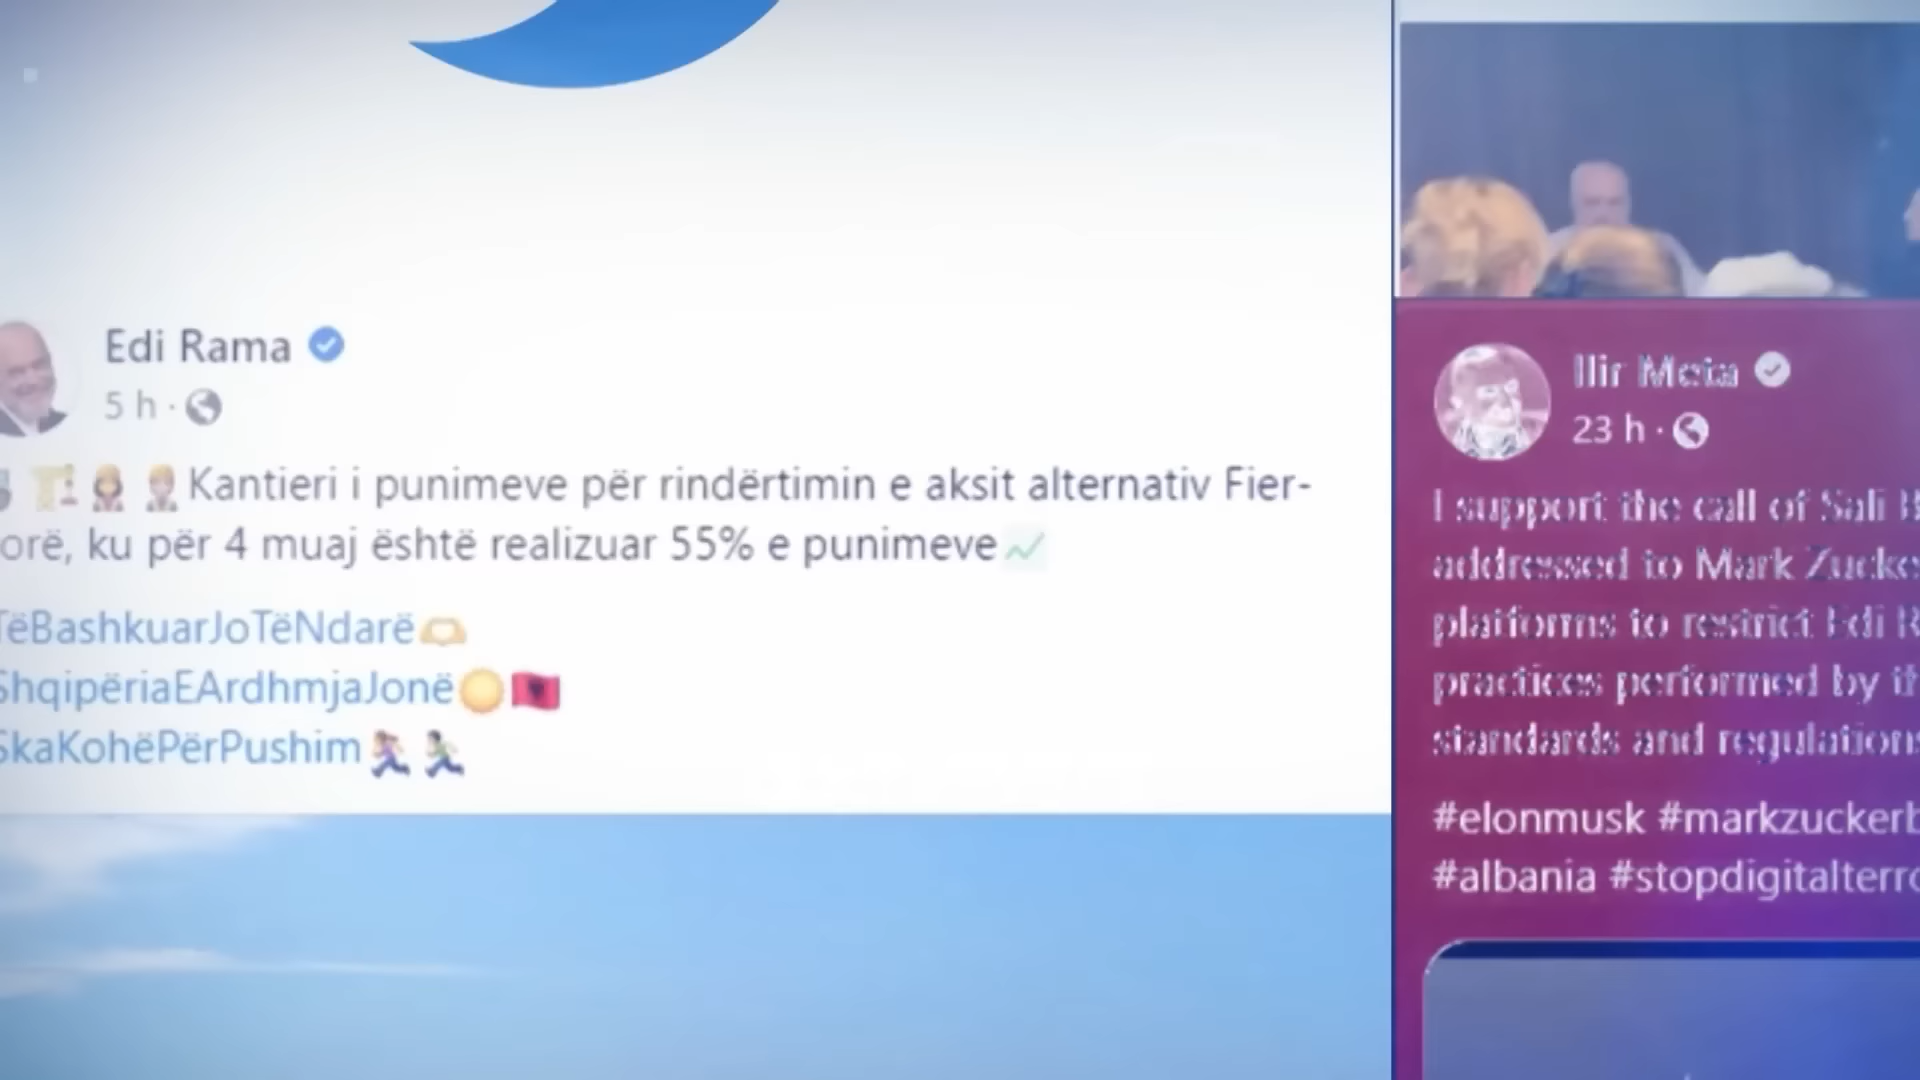 Edi Rama
5 h ·
Kantieri i punimeve për rindërtimin e aksit alternativ Fier-
orë, ku për 4 muaj është realizuar 55% e punimeve
TëBashkuarJoTëNdarë
ShqipëriaEArdhmjaJonë
SkaKohëPërPushim
Ilir Meta
23 h ·
I support the call of Sali
addressed to Mark
platforms to restrict Edi
practices performed by
standards and regulations
#elonmusk #markzuckerb
#albania #stopdigitalterro